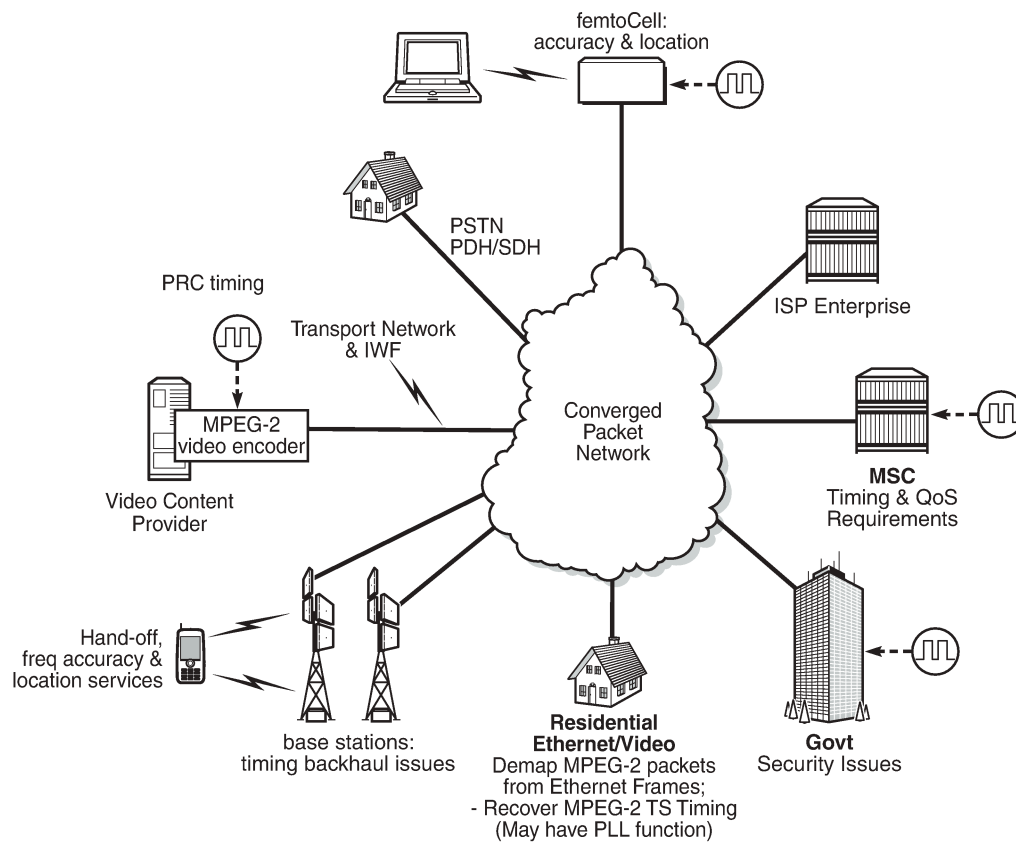 femtoCell:
accuracy & location
PSTN
PDH/SDH
ISP Enterprise
PRC timing
Transport Network
& IWF
MPEG-2
video encoder
Video Content
Provider
Converged
Packet
Network
MSC
Timing & QoS
Requirements
Hand-off,
freq accuracy &
location services
base stations:
timing backhaul issues
Residential
Ethernet/Video
Demap MPEG-2 packets
from Ethernet Frames;
- Recover MPEG-2 TS Timing
(May have PLL function)
Govt
Security Issues